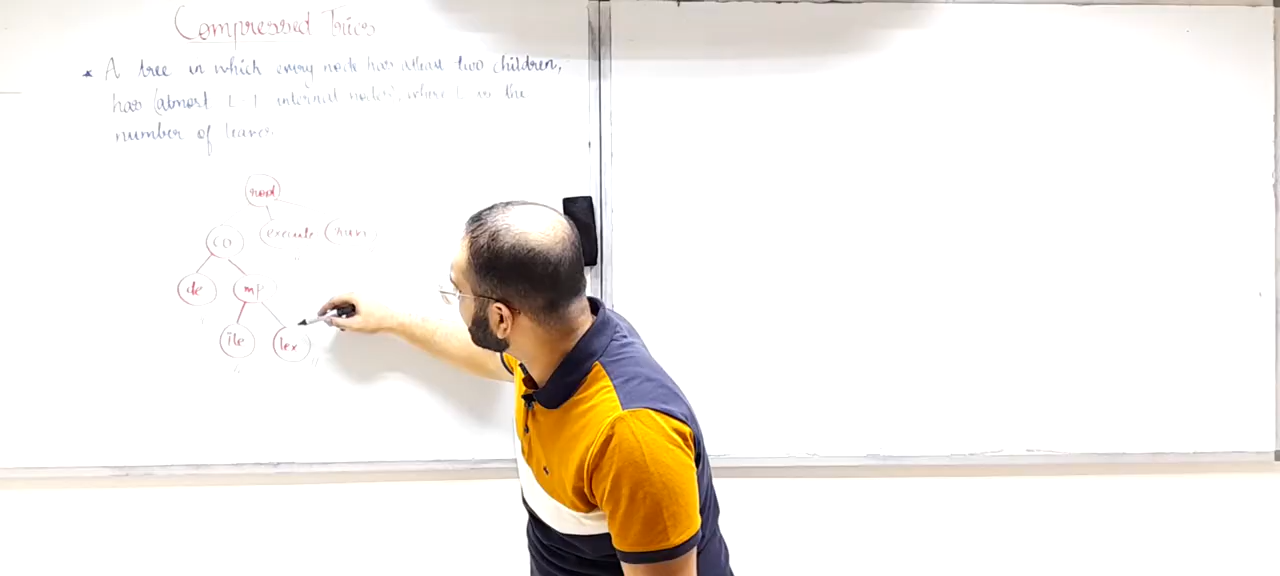 Compressed Tries
* A tree in which every node has atleast two children,
has (atmost L-1 internal nodes), where L is the
number of leaves.
root
co execute run
de mp
ile lex